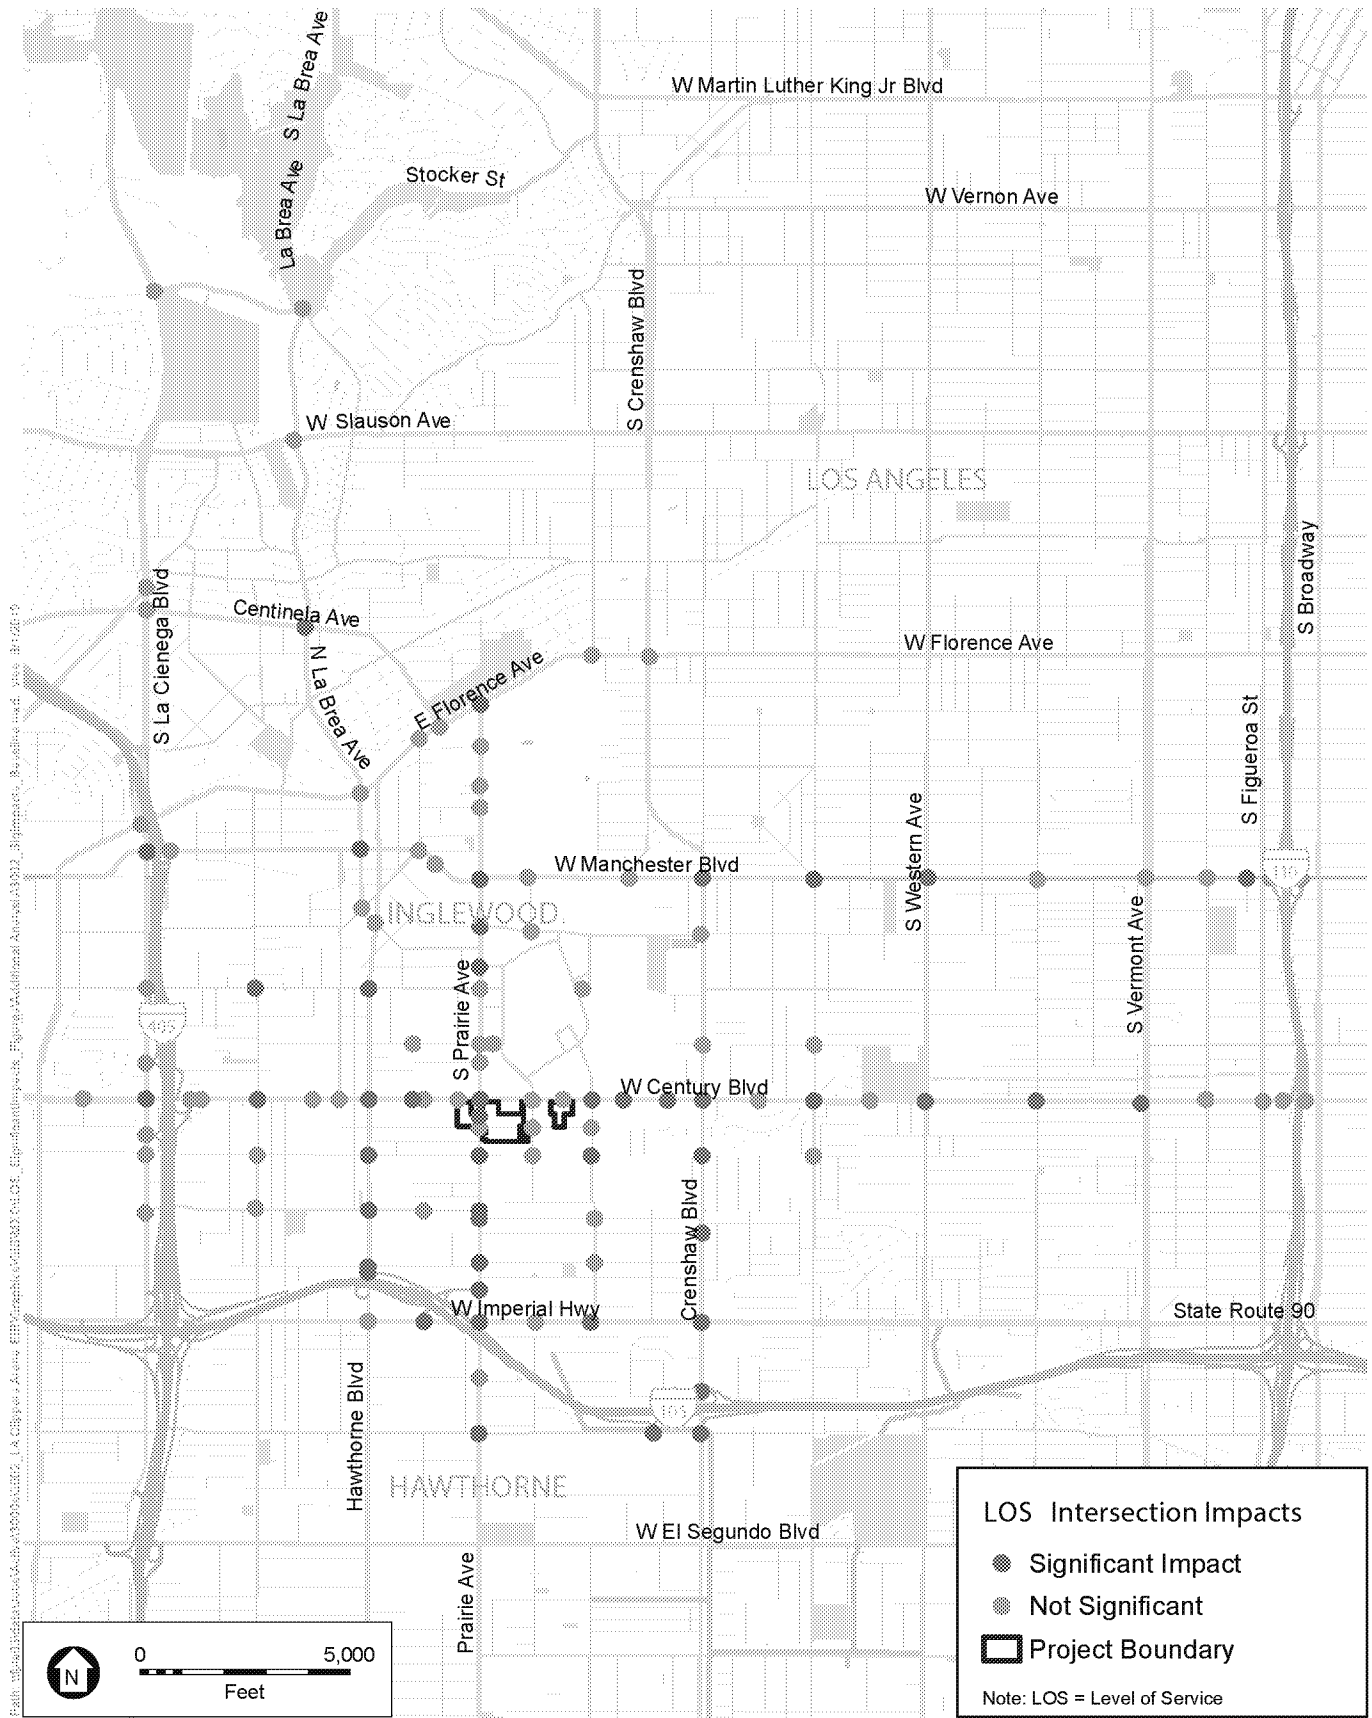 S La Brea Ave
W Martin Luther King Jr Blvd
La Brea Ave
Stocker St
W Vernon Ave
S Crenshaw Blvd
W Slauson Ave
LOS ANGELES
S Broadway
S La Cienega Blvd
Centinela Ave
W Florence Ave
N La Brea Ave
E Florence Ave
S Figueroa St
S Western Ave
W Manchester Blvd
110
INGLEWOOD
S Vermont Ave
S Prairie Ave
405
W Century Blvd
Crenshaw Blvd
W Imperial Hwy
State Route 90
Hawthorne Blvd
105
HAWTHORNE
W El Segundo Blvd
Prairie Ave
LOS Intersection Impacts
Significant Impact
Not Significant
Project Boundary
Note: LOS = Level of Service
N
0 5,000
Feet